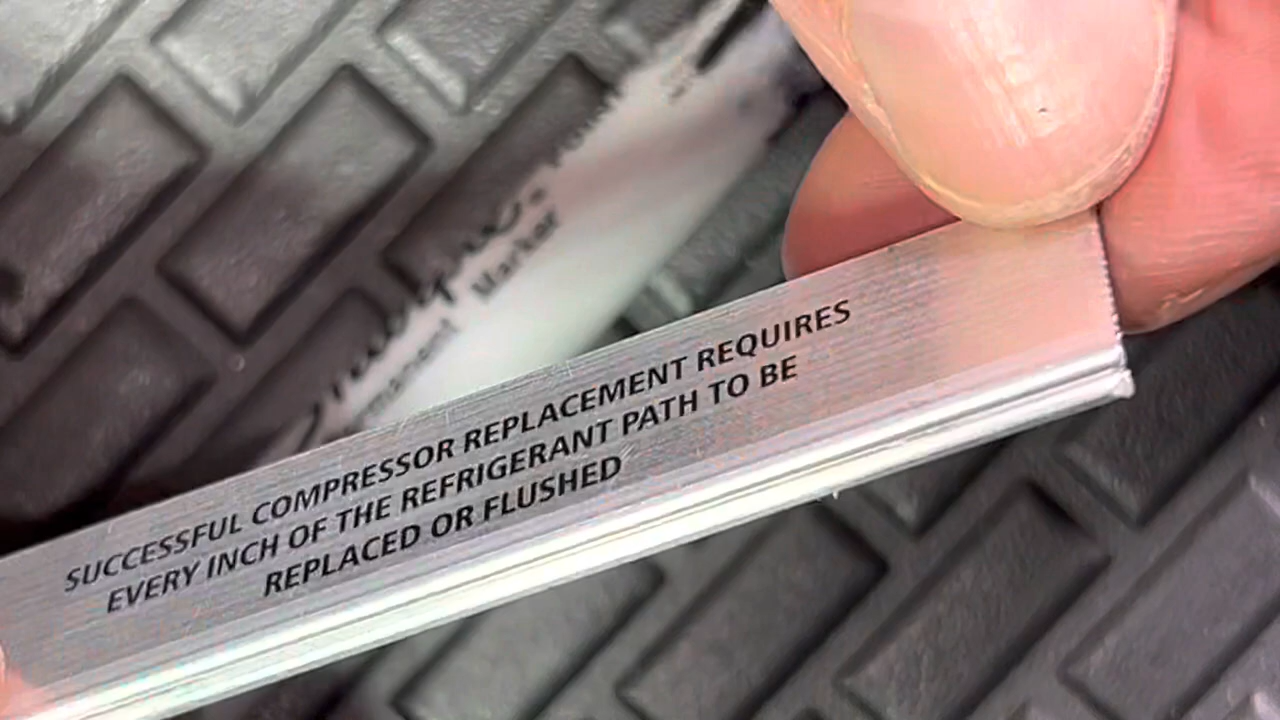 SUCCESSFUL COMPRESSOR REPLACEMENT REQUIRES
EVERY INCH OF THE REFRIGERANT PATH TO BE
REPLACED OR FLUSHED
Marker